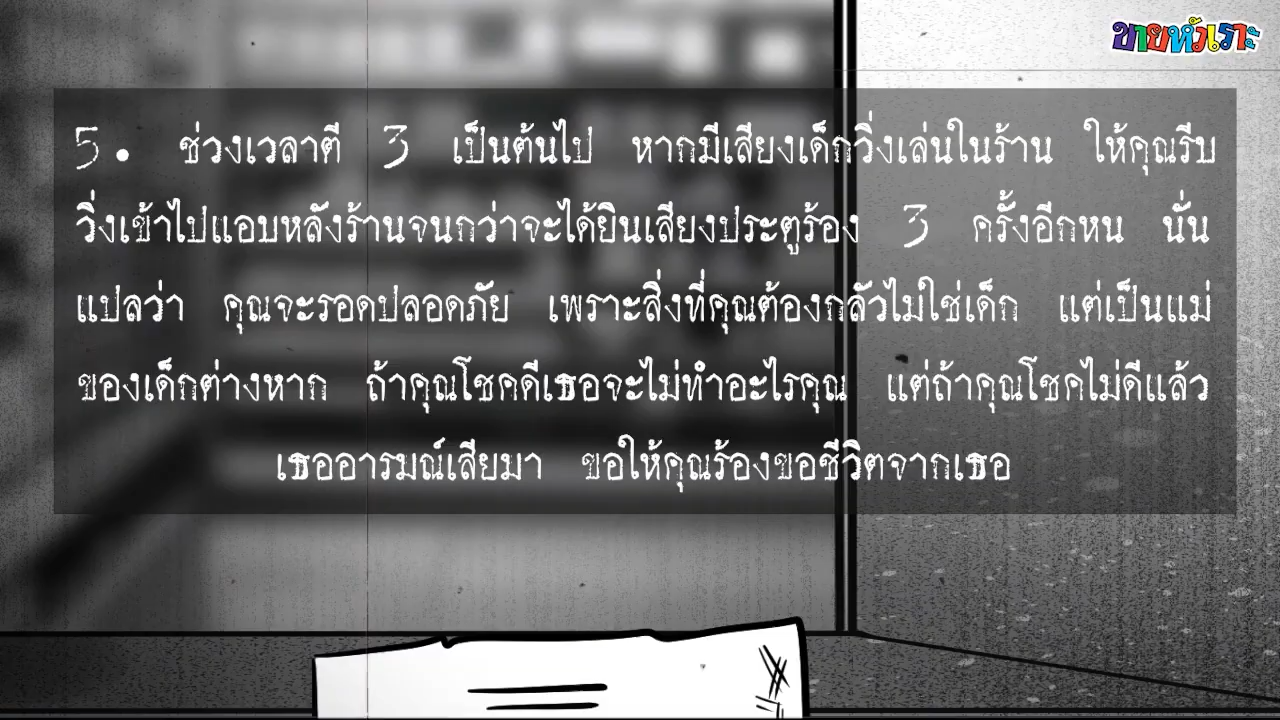 ขายหัวเราะ
5. ช่วงเวลาตี 3 เป็นต้นไป หากมีเสียงเด็กวิ่งเล่นในร้าน ให้คุณรีบ
วิ่งเข้าไปแอบหลังร้านจนกว่าจะได้ยินเสียงประตูร้อง 3 ครั้งอีกหน นั่น
แปลว่า คุณจะรอดปลอดภัย เพราะสิ่งที่คุณต้องกลัวไม่ใช่เด็ก แต่เป็นแม่
ของเด็กต่างหาก ถ้าคุณโชคดีเธอจะไม่ทำอะไรคุณ แต่ถ้าคุณโชคไม่ดีแล้ว
เธออารมณ์เสียมา ขอให้คุณร้องขอชีวิตจากเธอ